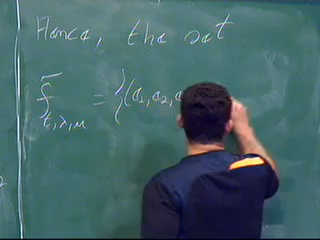 Hence, the set
f̃_{t,λ,μ} = {(a₁, a₂, a